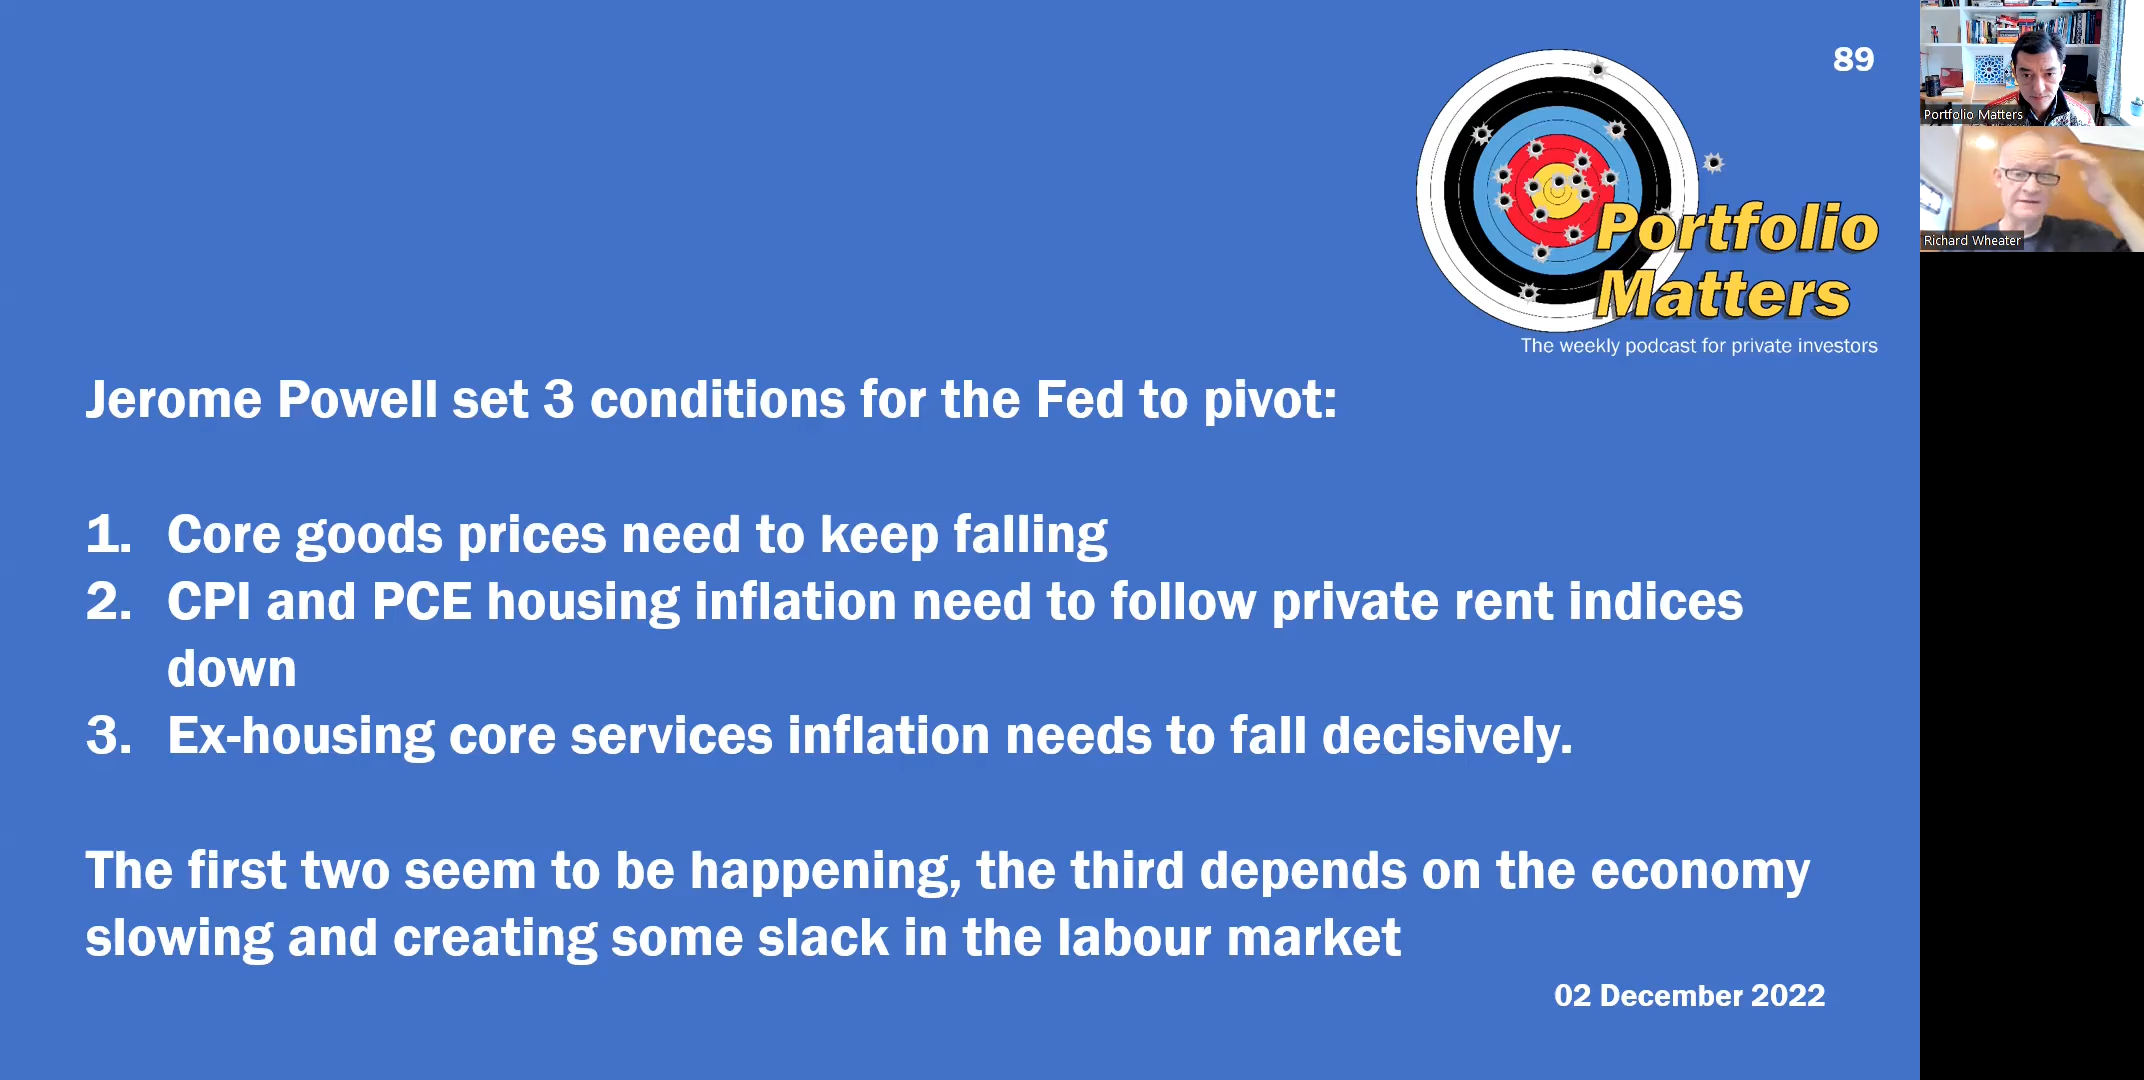 89
Portfolio
Matters
The weekly podcast for private investors
Jerome Powell set 3 conditions for the Fed to pivot:
1. Core goods prices need to keep falling
2. CPI and PCE housing inflation need to follow private rent indices
down
3. Ex-housing core services inflation needs to fall decisively.
The first two seem to be happening, the third depends on the economy
slowing and creating some slack in the labour market
02 December 2022
Portfolio Matters
Richard Wheater